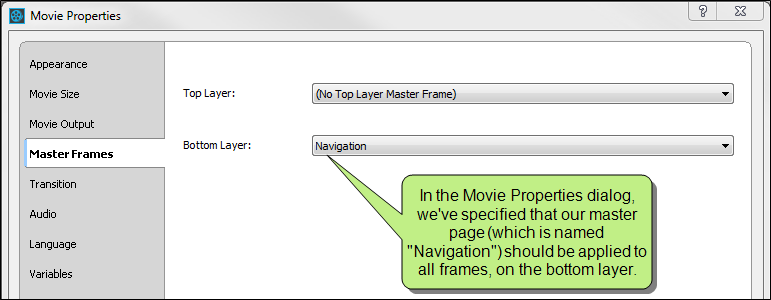 Movie Properties
Appearance
Movie Size
Movie Output
Master Frames
Transition
Audio
Language
Variables
Top Layer:
(No Top Layer Master Frame)
Bottom Layer:
Navigation
In the Movie Properties dialog,
we've specified that our master
page (which is named
"Navigation") should be applied to
all frames, on the bottom layer.